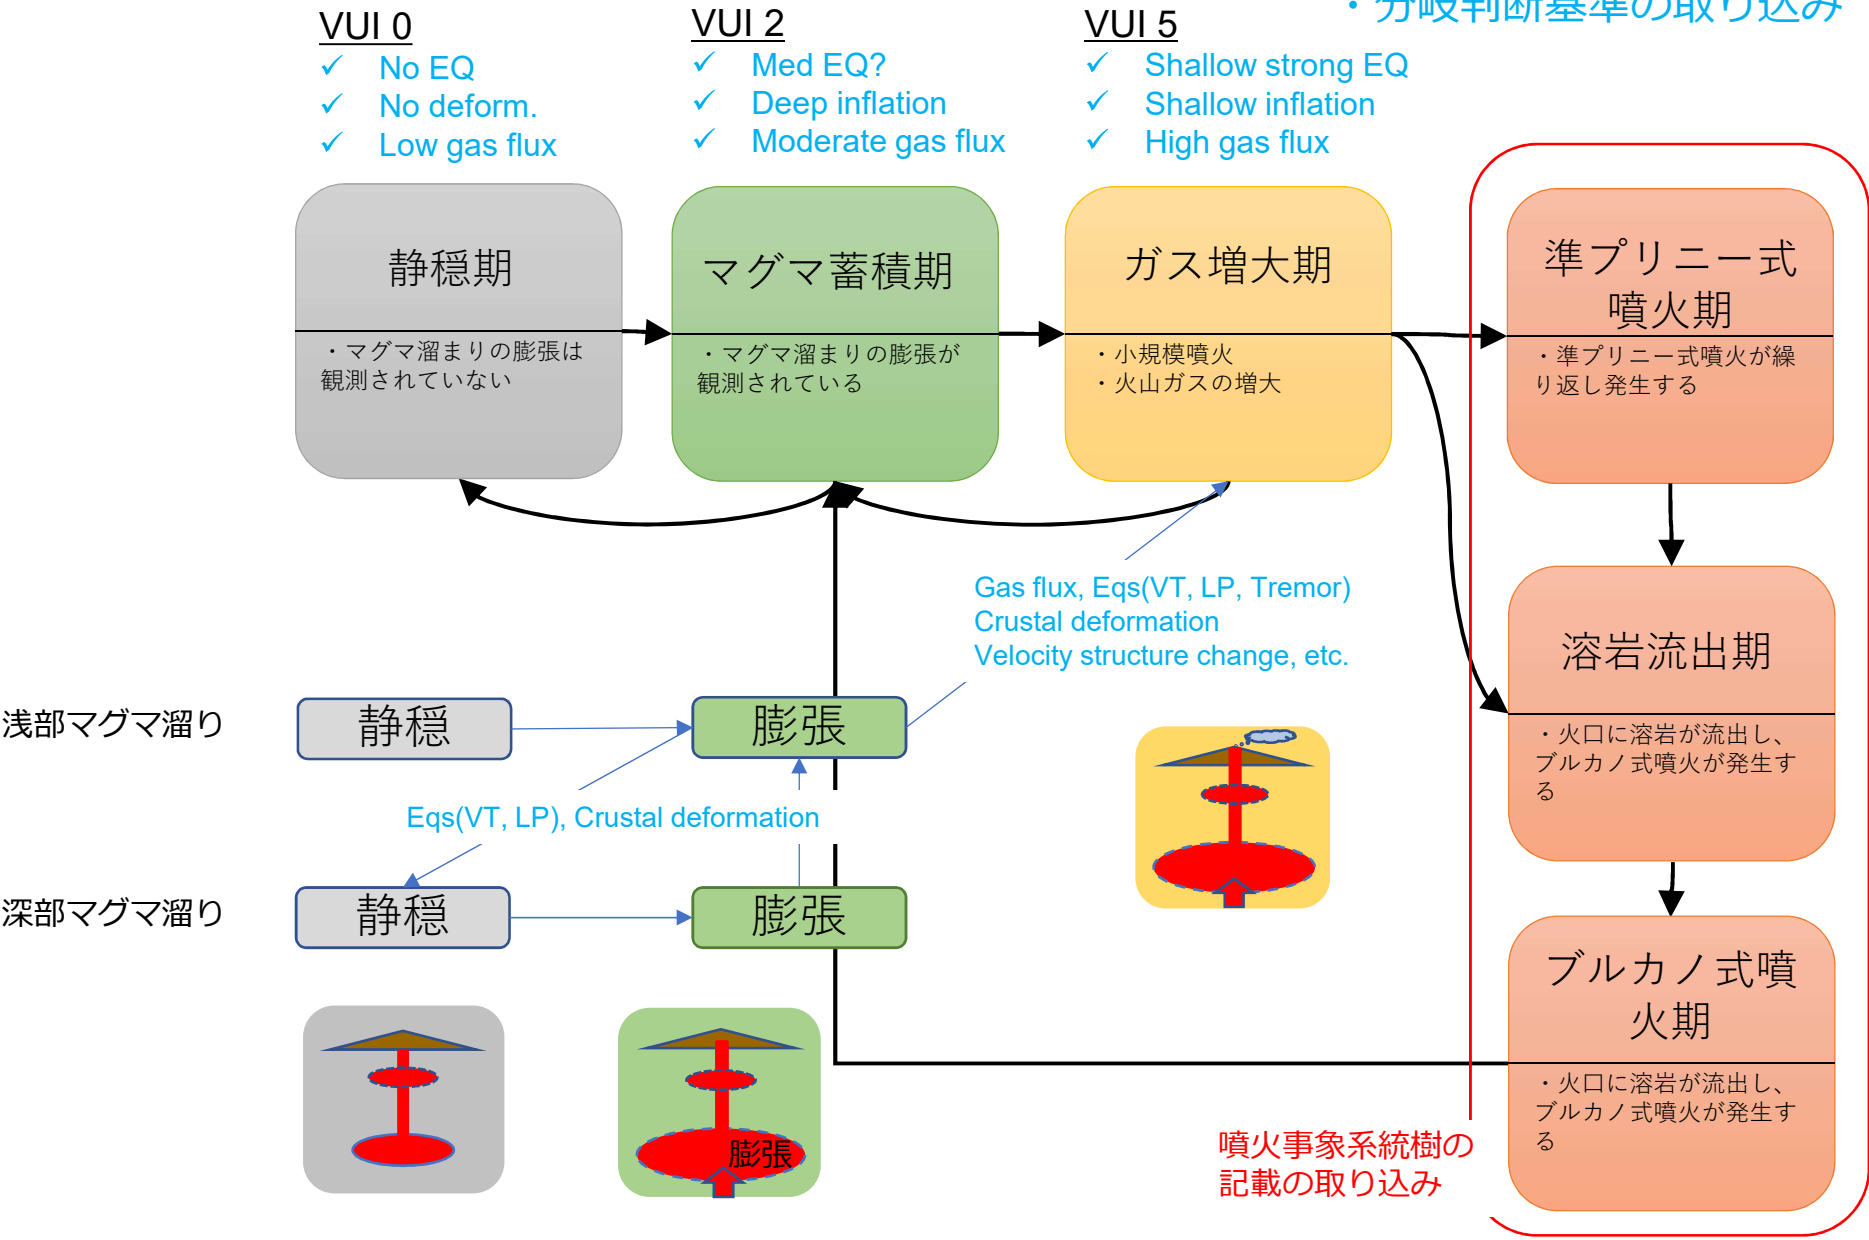 ・分岐判断基準の取り込み
VUI 0
✓ No EQ
✓ No deform.
✓ Low gas flux
VUI 2
✓ Med EQ?
✓ Deep inflation
✓ Moderate gas flux
VUI 5
✓ Shallow strong EQ
✓ Shallow inflation
✓ High gas flux
静穏期
・マグマ溜まりの膨張は
観測されていない
マグマ蓄積期
・マグマ溜まりの膨張が
観測されている
ガス増大期
・小規模噴火
・火山ガスの増大
準プリニー式
噴火期
・準プリニー式噴火が繰
り返し発生する
溶岩流出期
・火口に溶岩が流出し、
ブルカノ式噴火が発生す
る
ブルカノ式噴
火期
・火口に溶岩が流出し、
ブルカノ式噴火が発生す
る
Gas flux, Eqs(VT, LP, Tremor)
Crustal deformation
Velocity structure change, etc.
浅部マグマ溜り
静穏
膨張
Eqs(VT, LP), Crustal deformation
深部マグマ溜り
静穏
膨張
膨張
噴火事象系統樹の
記載の取り込み